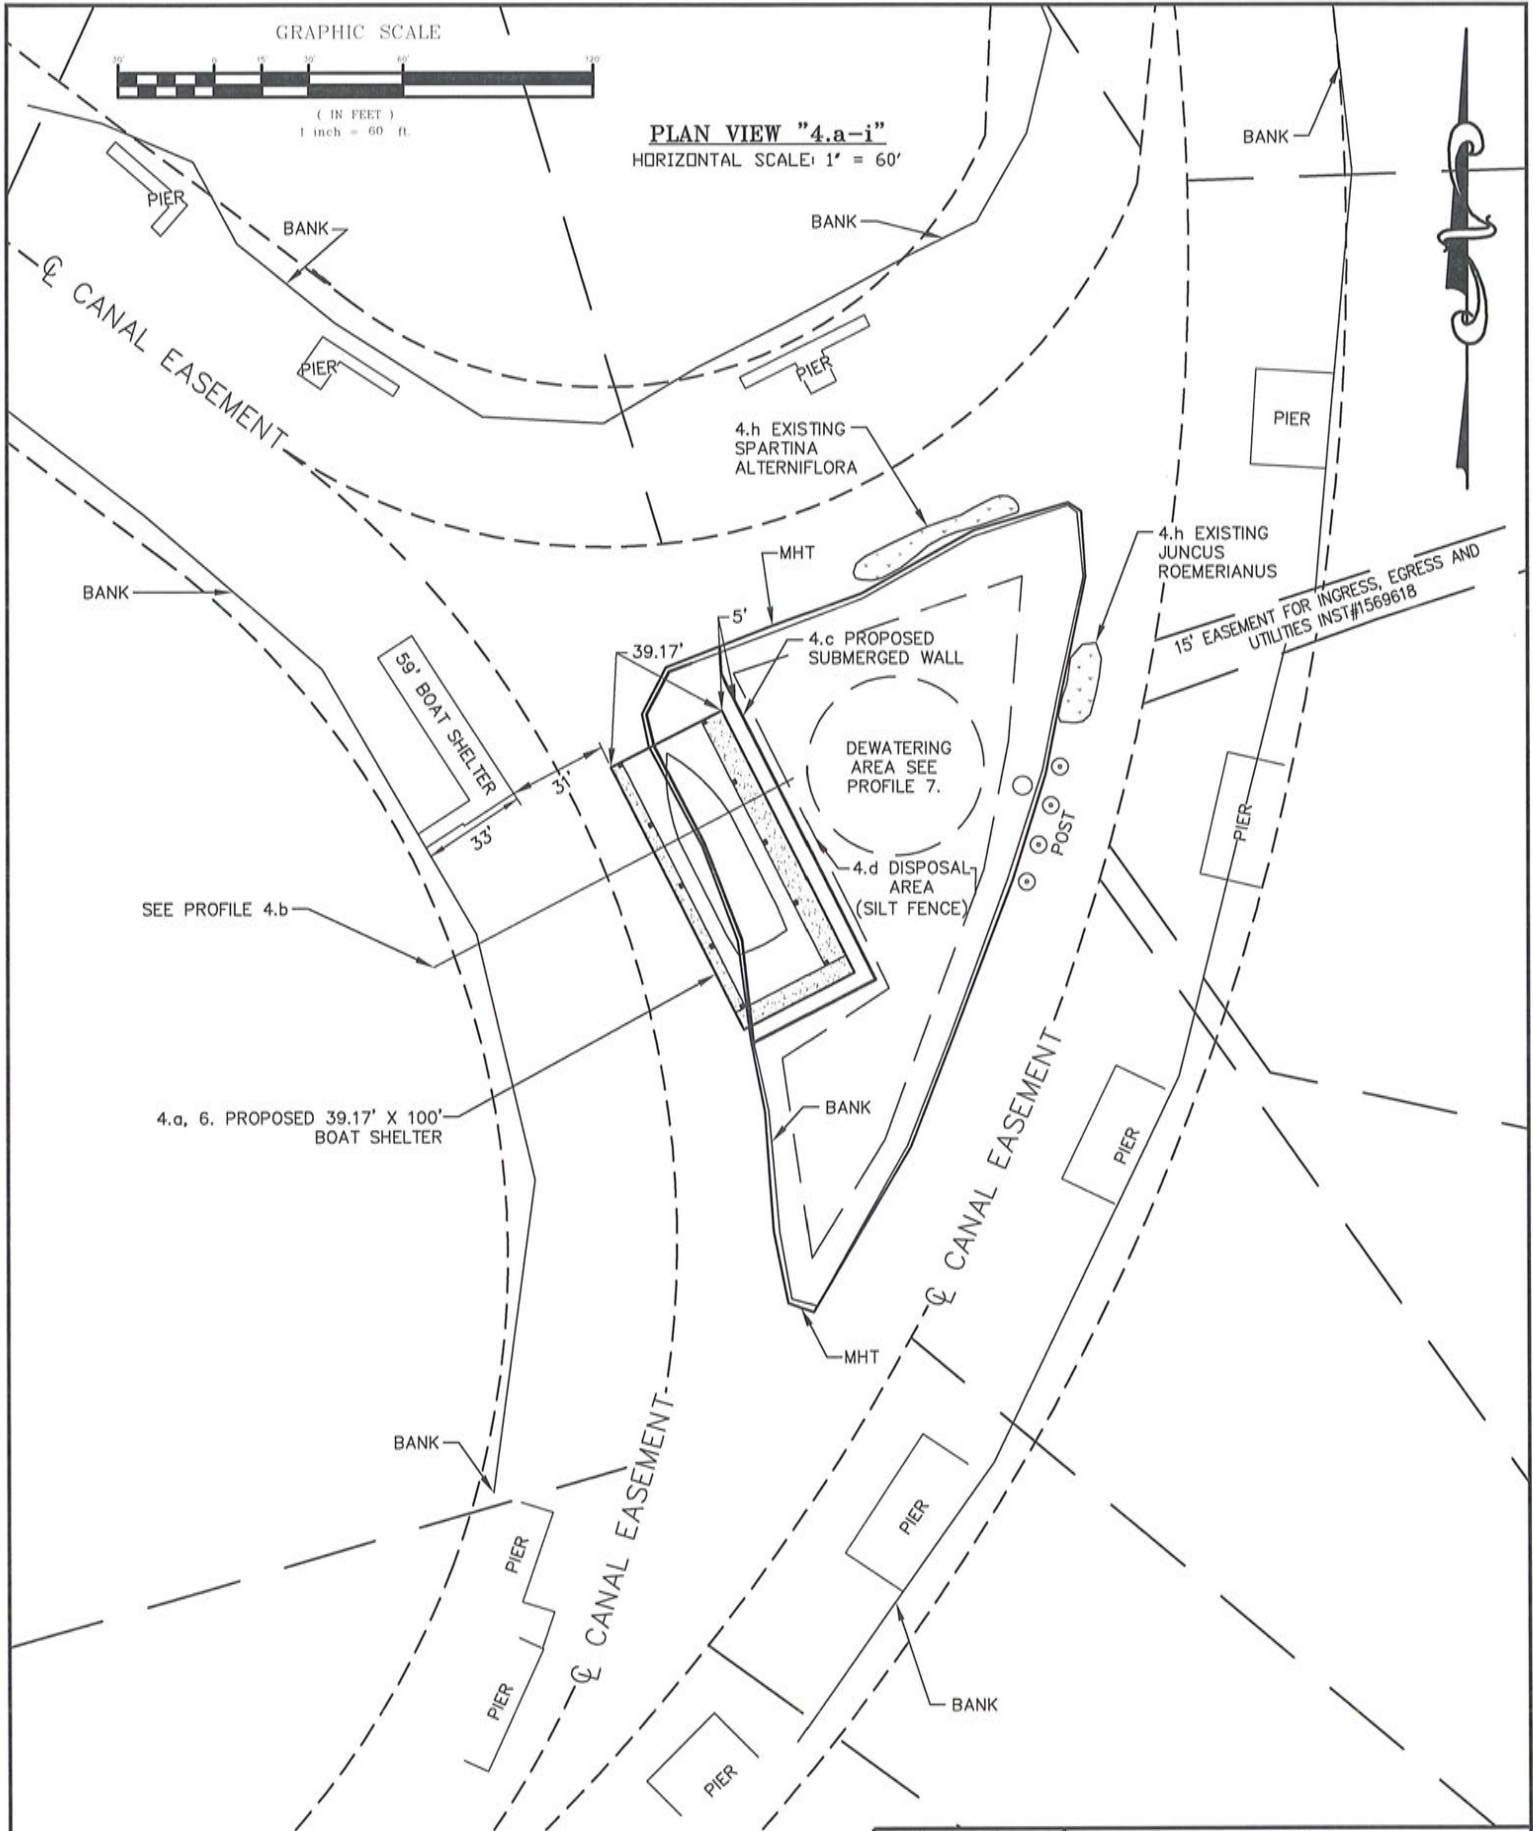 GRAPHIC SCALE
30' 0 15' 30' 60' 120'
( IN FEET )
1 inch = 60 ft.
PLAN VIEW "4.a-i"
HORIZONTAL SCALE: 1" = 60'
BANK
PIER
BANK
BANK
℄ CANAL EASEMENT
PIER
PIER
PIER
4.h EXISTING
SPARTINA
ALTERNIFLORA
MHT
4.h EXISTING
JUNCUS
ROEMERIANUS
15' EASEMENT FOR INGRESS, EGRESS AND
UTILITIES INST#1569618
BANK
5'
39.17'
4.c PROPOSED
SUBMERGED WALL
59' BOAT SHELTER
31'
33'
DEWATERING
AREA SEE
PROFILE 7.
POST
PIER
4.d DISPOSAL
AREA
(SILT FENCE)
SEE PROFILE 4.b
4.a, 6. PROPOSED 39.17' X 100'
BOAT SHELTER
BANK
PIER
℄ CANAL EASEMENT
MHT
BANK
℄ CANAL EASEMENT
PIER
PIER
PIER
BANK
PIER